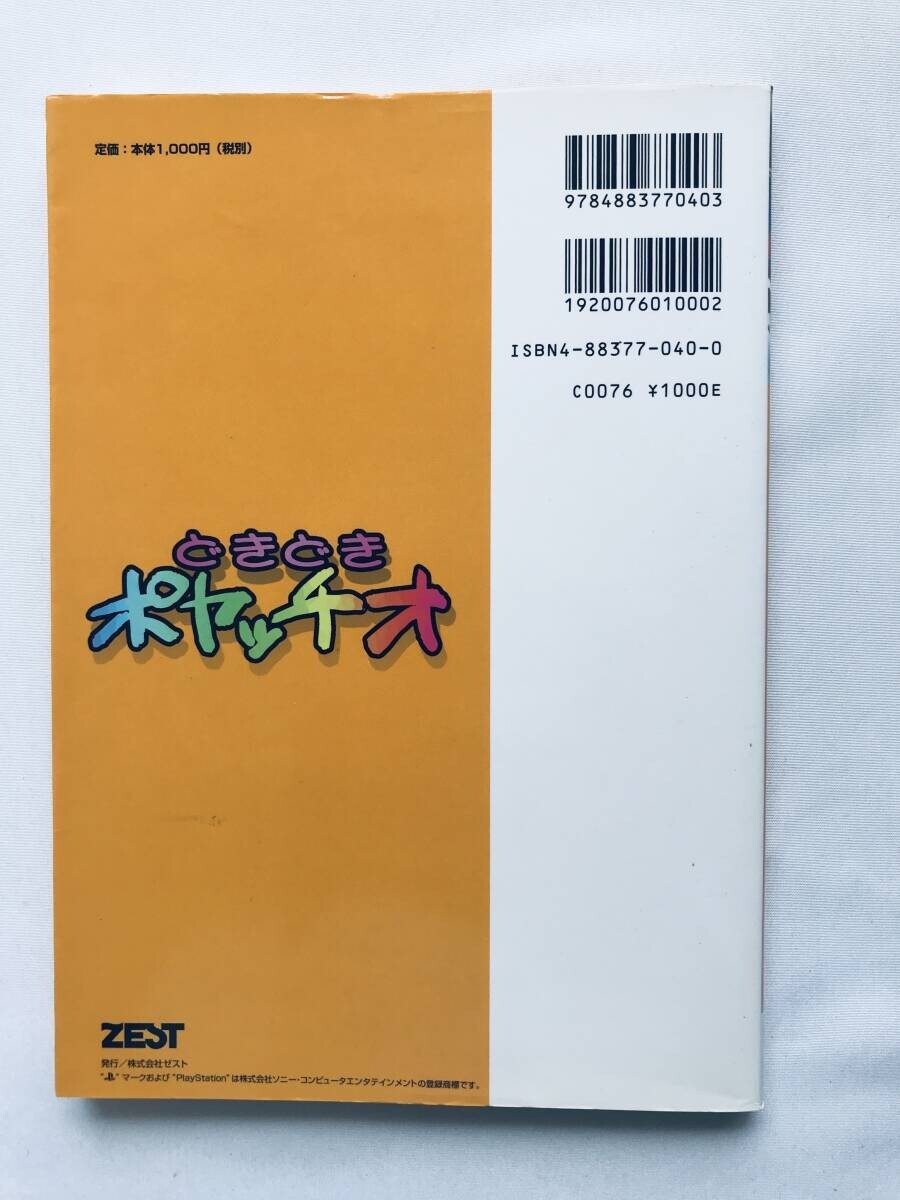 定価：本体1,000円（税別）
9784883770403
1920076010002
ISBN4-88377-040-0
C0076 ¥1000E
どきどき
ポヤッチオ
ZEST
発行／株式会社ゼスト
" " マークおよび "PlayStation" は株式会社ソニー・コンピュータエンタテインメントの登録商標です。